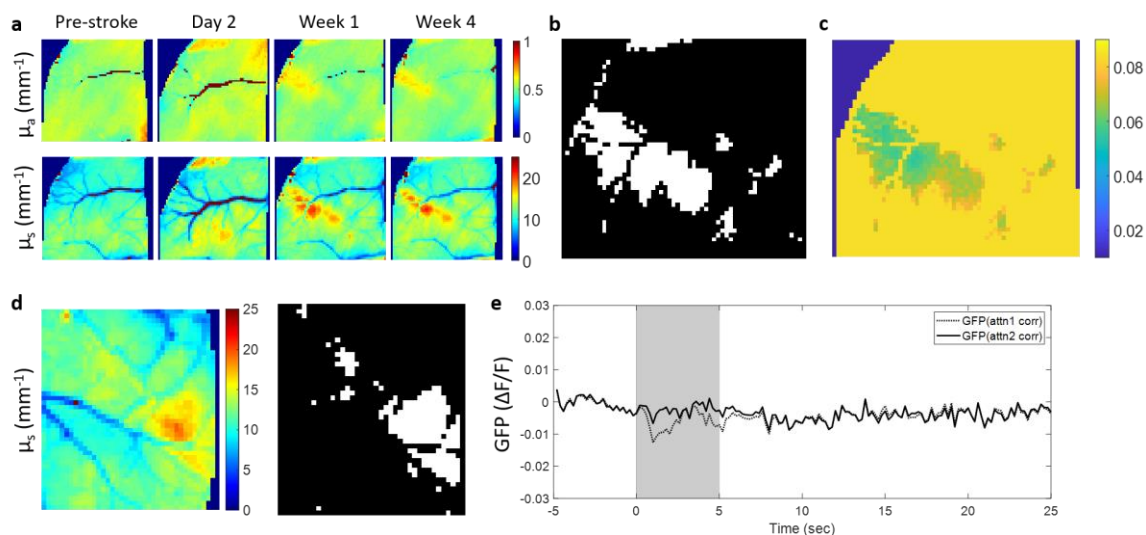 a Pre-stroke Day 2 Week 1 Week 4 b c
μa (mm-1)
1
0.5
0
μs (mm-1)
20
10
0
0.08
0.06
0.04
0.02
d e
μs (mm-1)
25
20
15
10
5
0
GFP (ΔF/F)
0.03
0.02
0.01
0
-0.01
-0.02
-0.03
GFP(attn1 corr)
GFP(attn2 corr)
-5 0 5 10 15 20 25
Time (sec)